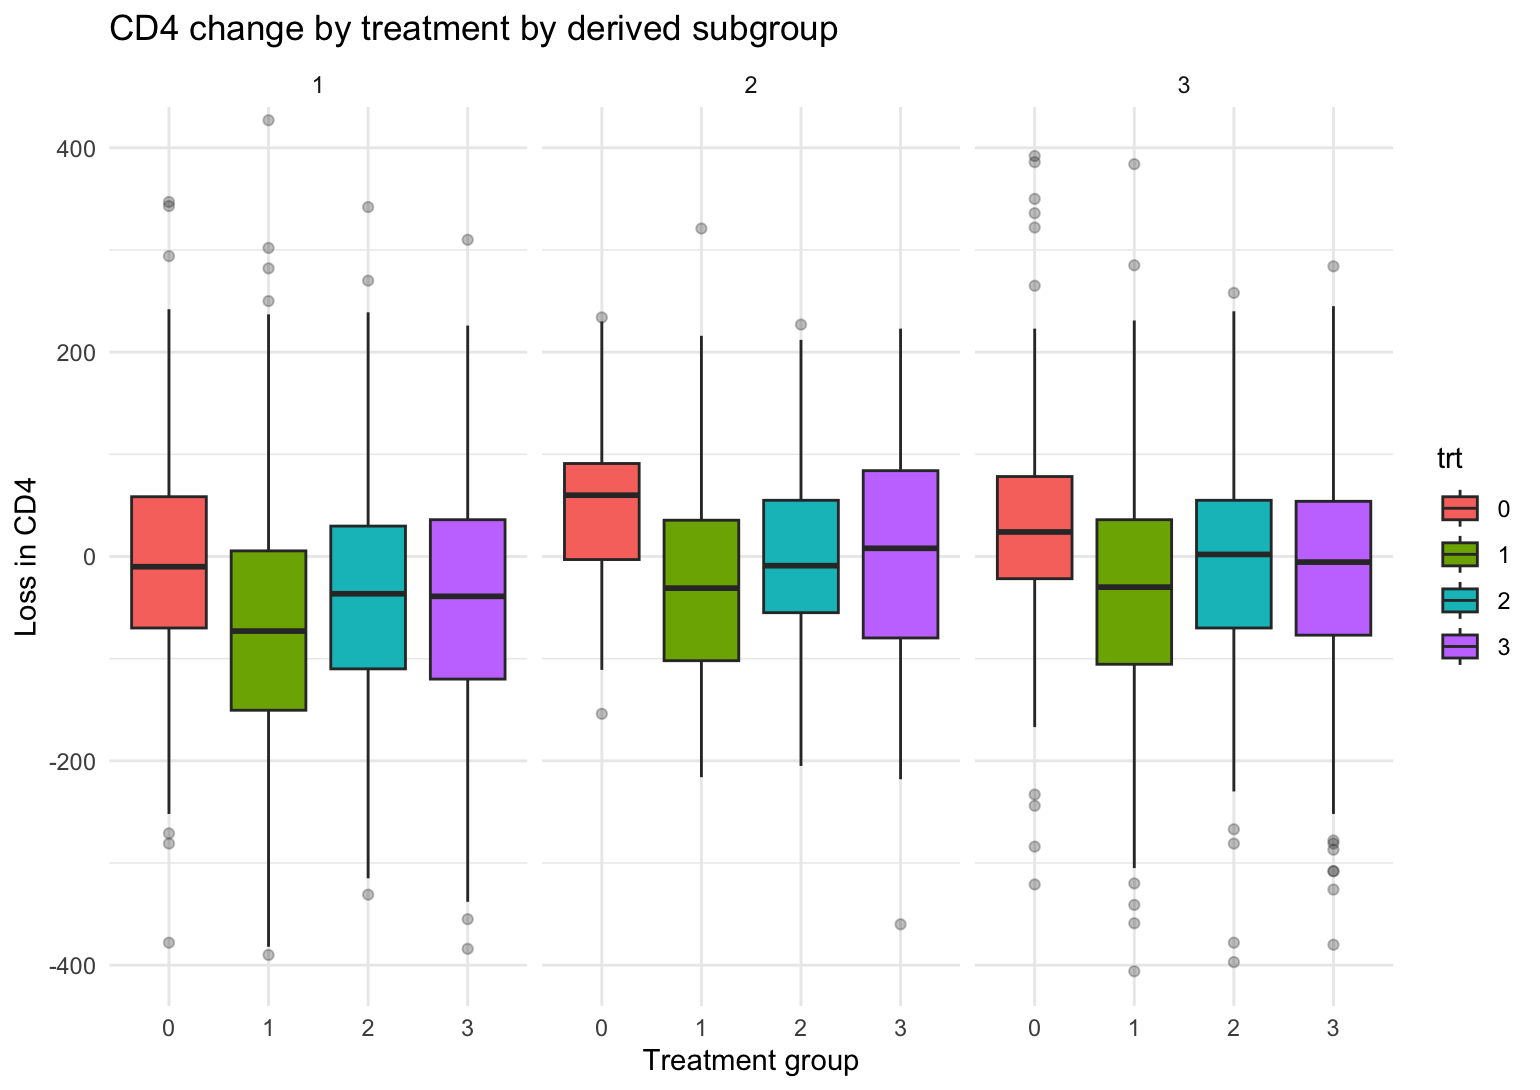 CD4 change by treatment by derived subgroup
1 2 3
400
200
0
-200
-400
Loss in CD4
0 1 2 3 0 1 2 3 0 1 2 3
Treatment group
trt
0
1
2
3